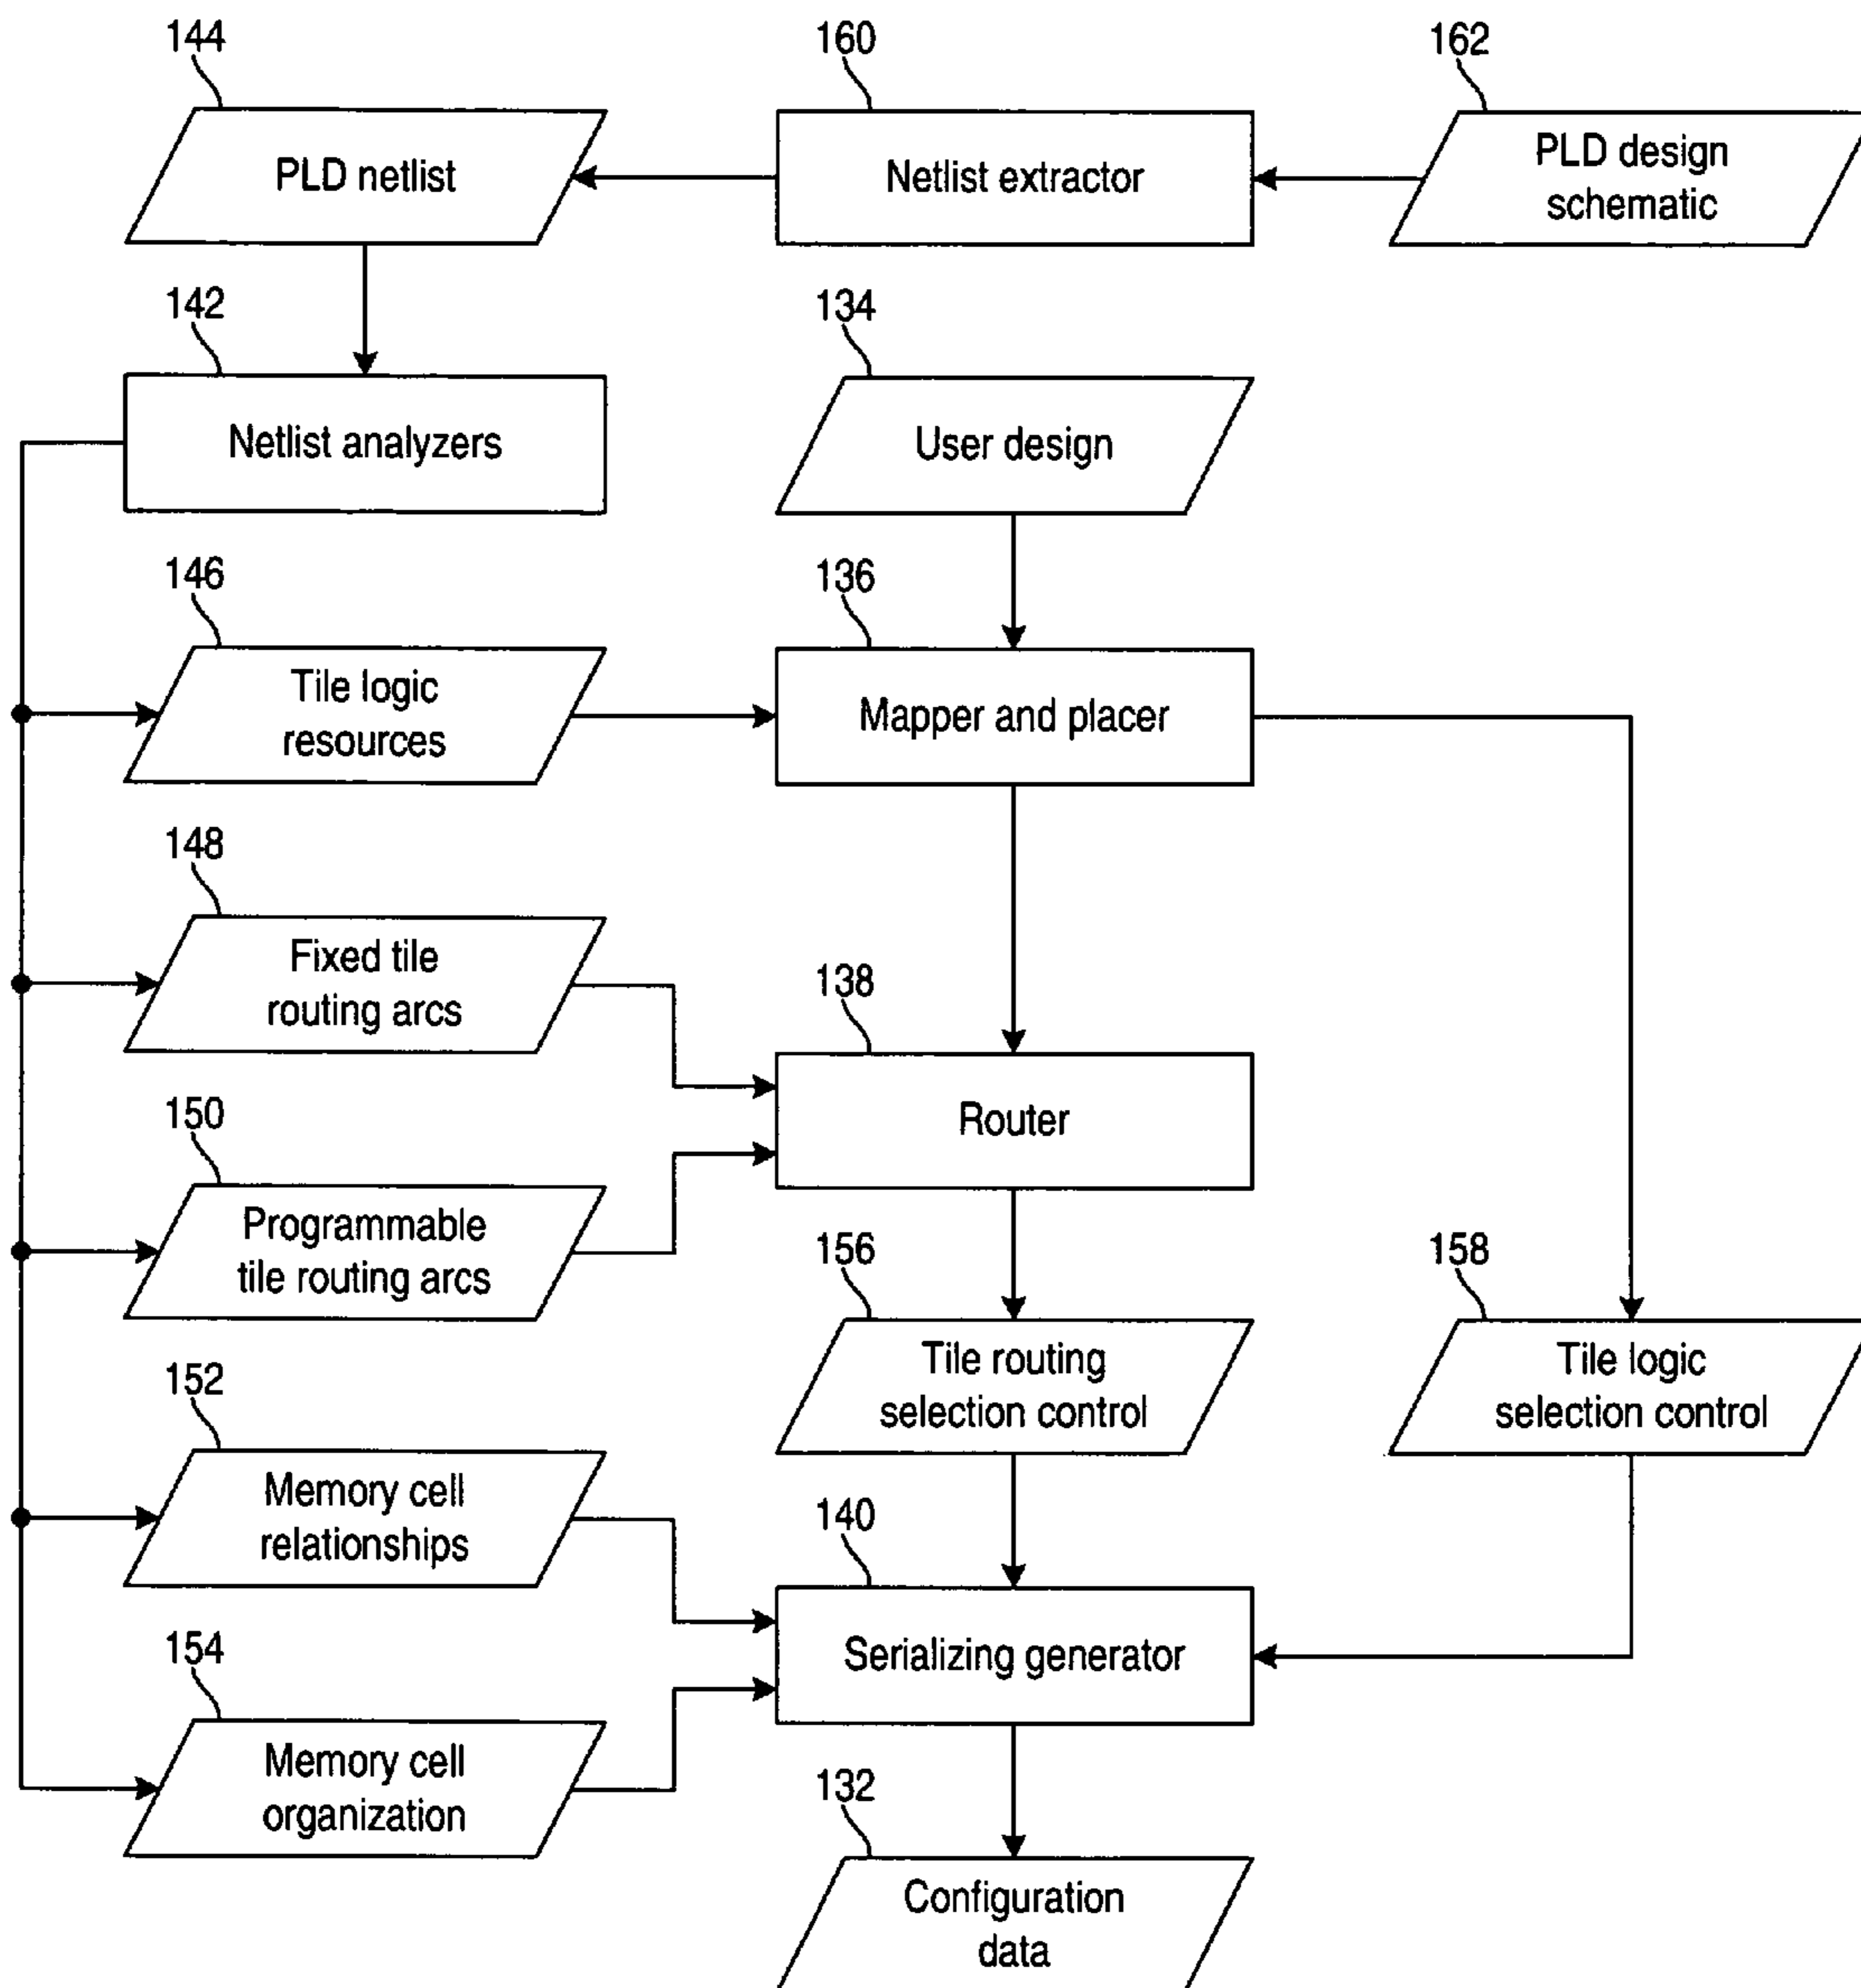 144
160
162
PLD netlist
Netlist extractor
PLD design
schematic
142
134
Netlist analyzers
User design
146
136
Tile logic
resources
Mapper and placer
148
138
Fixed tile
routing arcs
Router
150
156
158
Programmable
tile routing arcs
Tile routing
selection control
Tile logic
selection control
152
140
Memory cell
relationships
Serializing generator
154
132
Memory cell
organization
Configuration
data